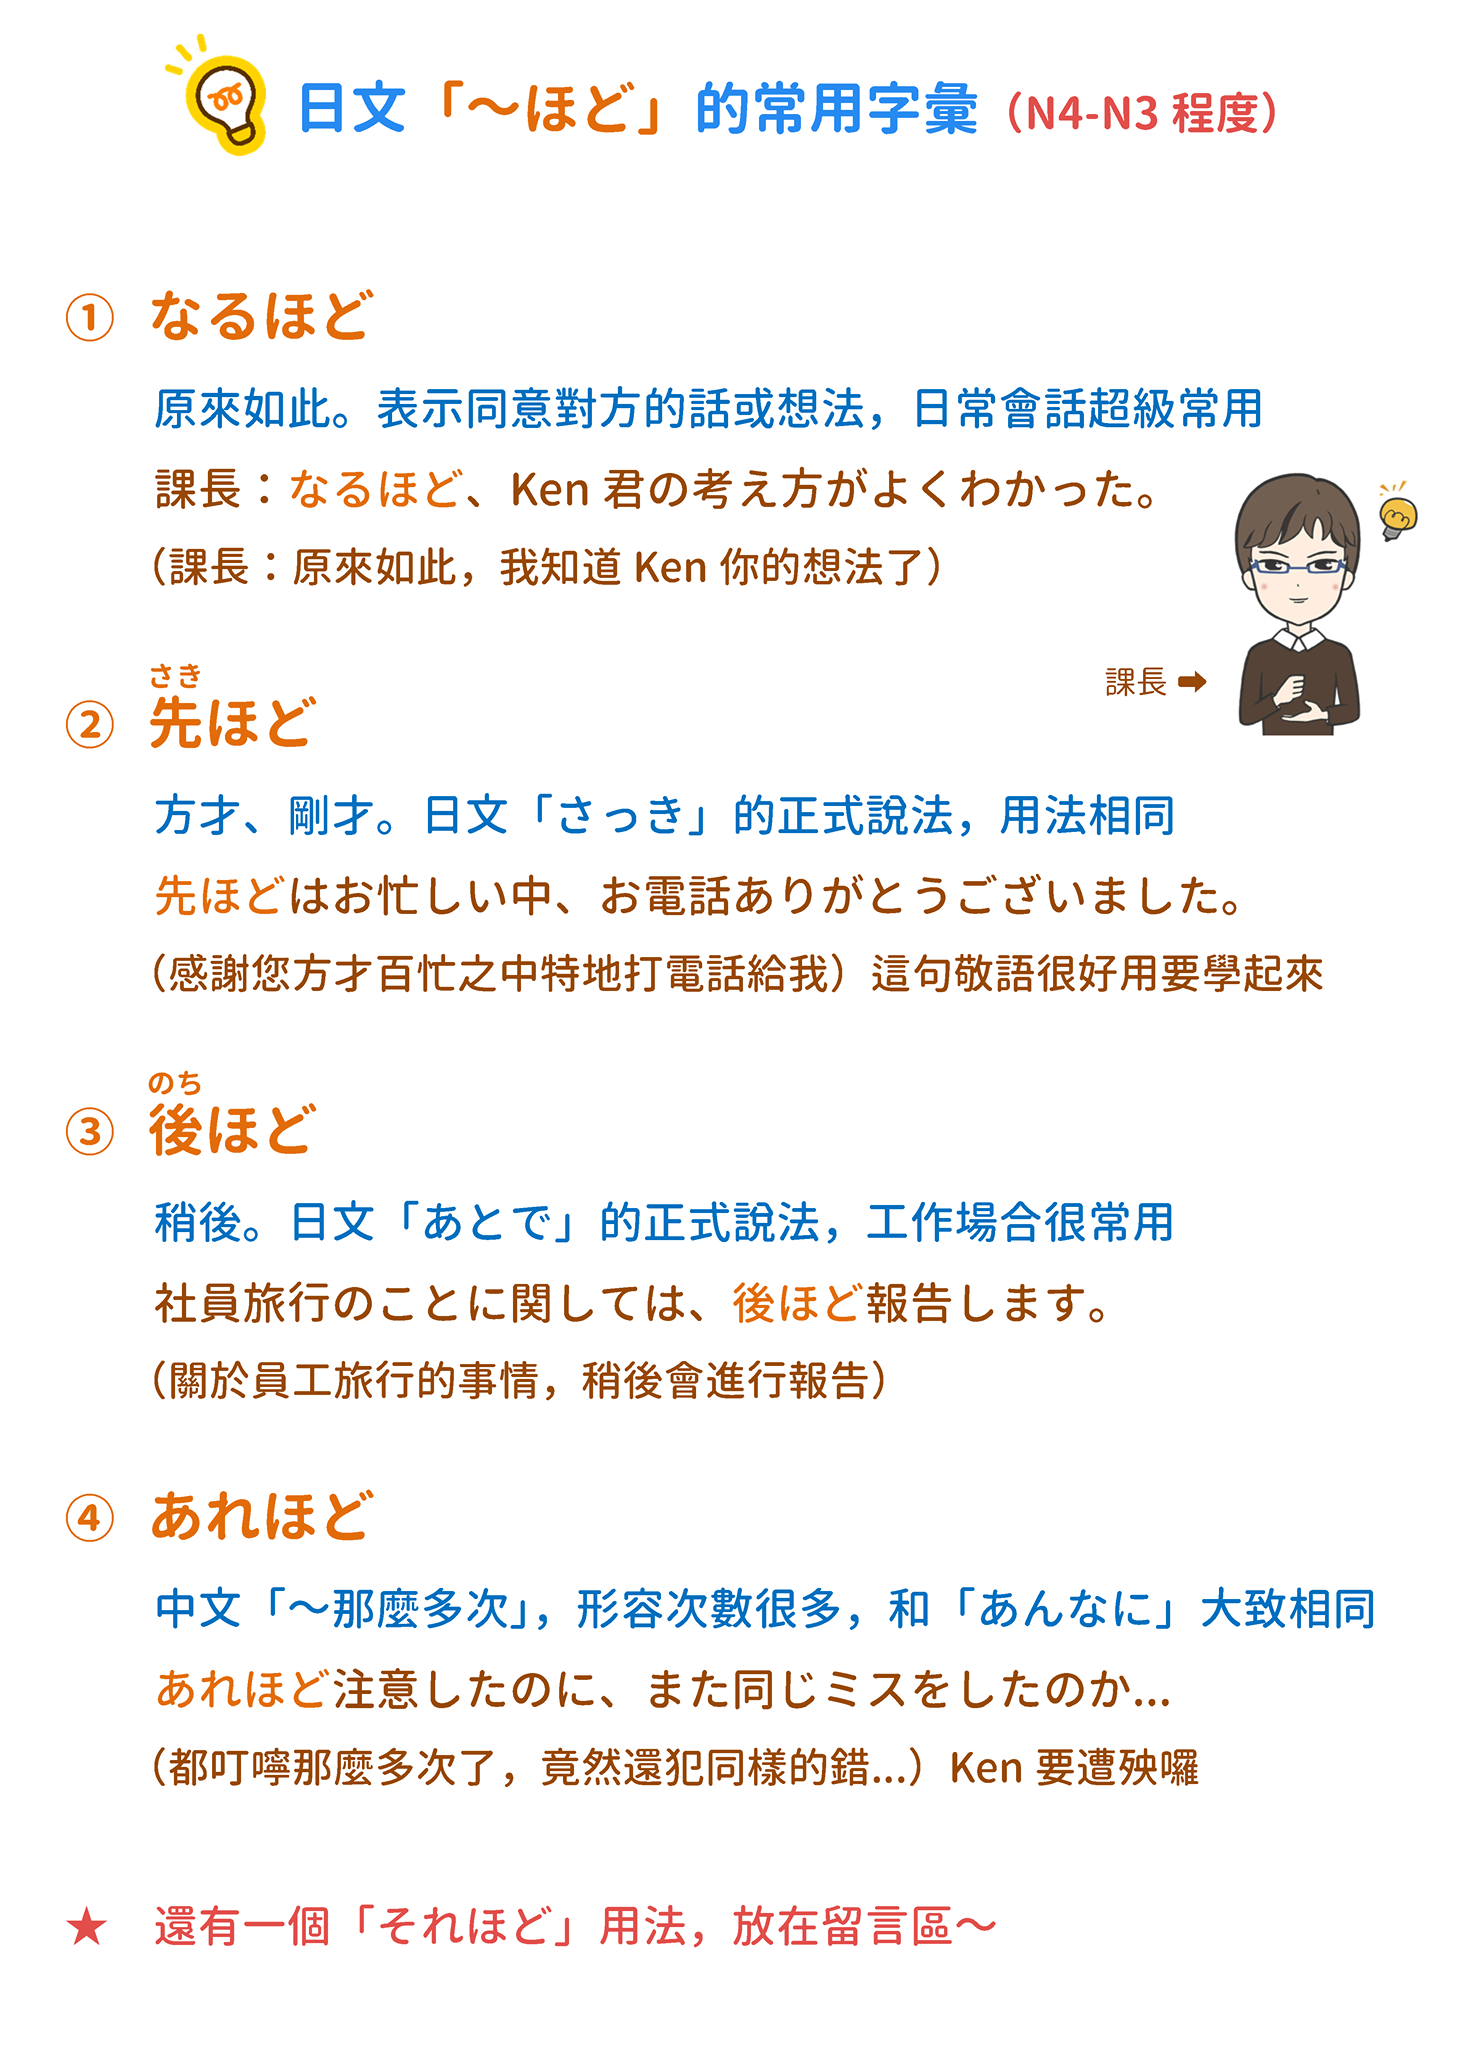 日文「～ほど」的常用字彙（N4-N3 程度）
① なるほど
原來如此。表示同意對方的話或想法，日常會話超級常用
課長：なるほど、Ken 君の考え方がよくわかった。
（課長：原來如此，我知道 Ken 你的想法了）
課長 ➡
さき
② 先ほど
方才、剛才。日文「さっき」的正式說法，用法相同
先ほどはお忙しい中、お電話ありがとうございました。
（感謝您方才百忙之中特地打電話給我）這句敬語很好用要學起來
のち
③ 後ほど
稍後。日文「あとで」的正式說法，工作場合很常用
社員旅行のことに関しては、後ほど報告します。
（關於員工旅行的事情，稍後會進行報告）
④ あれほど
中文「～那麼多次」，形容次數很多，和「あんなに」大致相同
あれほど注意したのに、また同じミスをしたのか...
（都叮嚀那麼多次了，竟然還犯同樣的錯...）Ken 要遭殃囉
★ 還有一個「それほど」用法，放在留言區～